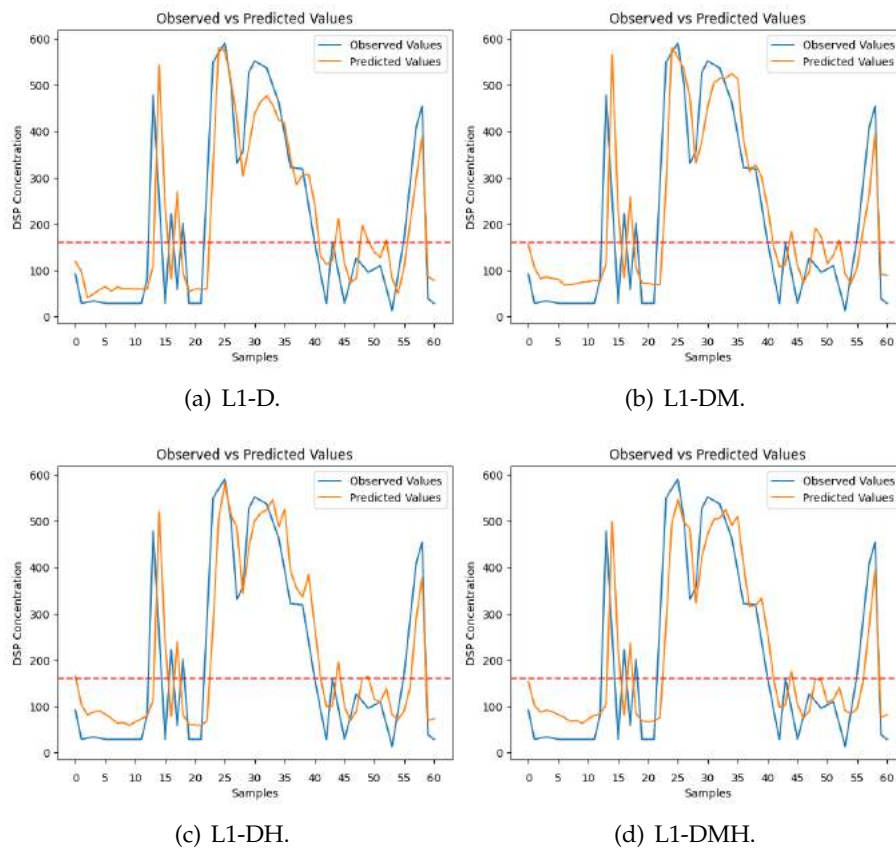 Observed vs Predicted Values
Observed Values
Predicted Values
DSP Concentration
600
500
400
300
200
100
0
0 5 10 15 20 25 30 35 40 45 50 55 60
Samples
(a) L1-D.
Observed vs Predicted Values
Observed Values
Predicted Values
DSP Concentration
600
500
400
300
200
100
0
0 5 10 15 20 25 30 35 40 45 50 55 60
Samples
(b) L1-DM.
Observed vs Predicted Values
Observed Values
Predicted Values
DSP Concentration
600
500
400
300
200
100
0
0 5 10 15 20 25 30 35 40 45 50 55 60
Samples
(c) L1-DH.
Observed vs Predicted Values
Observed Values
Predicted Values
DSP Concentration
600
500
400
300
200
100
0
0 5 10 15 20 25 30 35 40 45 50 55 60
Samples
(d) L1-DMH.